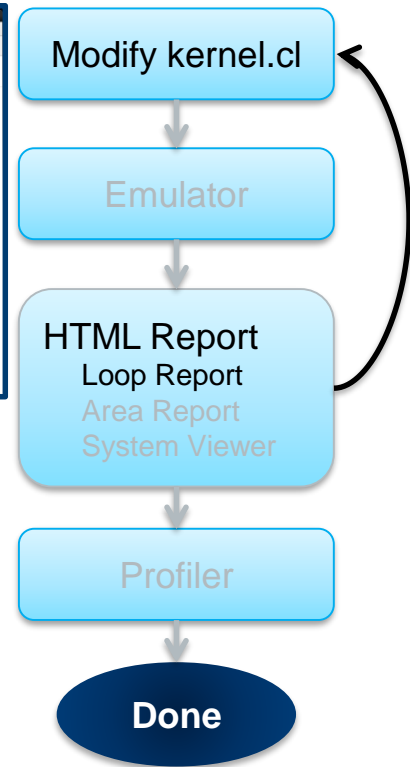 Modify kernel.cl
Emulator
HTML Report
Loop Report
Area Report
System Viewer
Profiler
Done